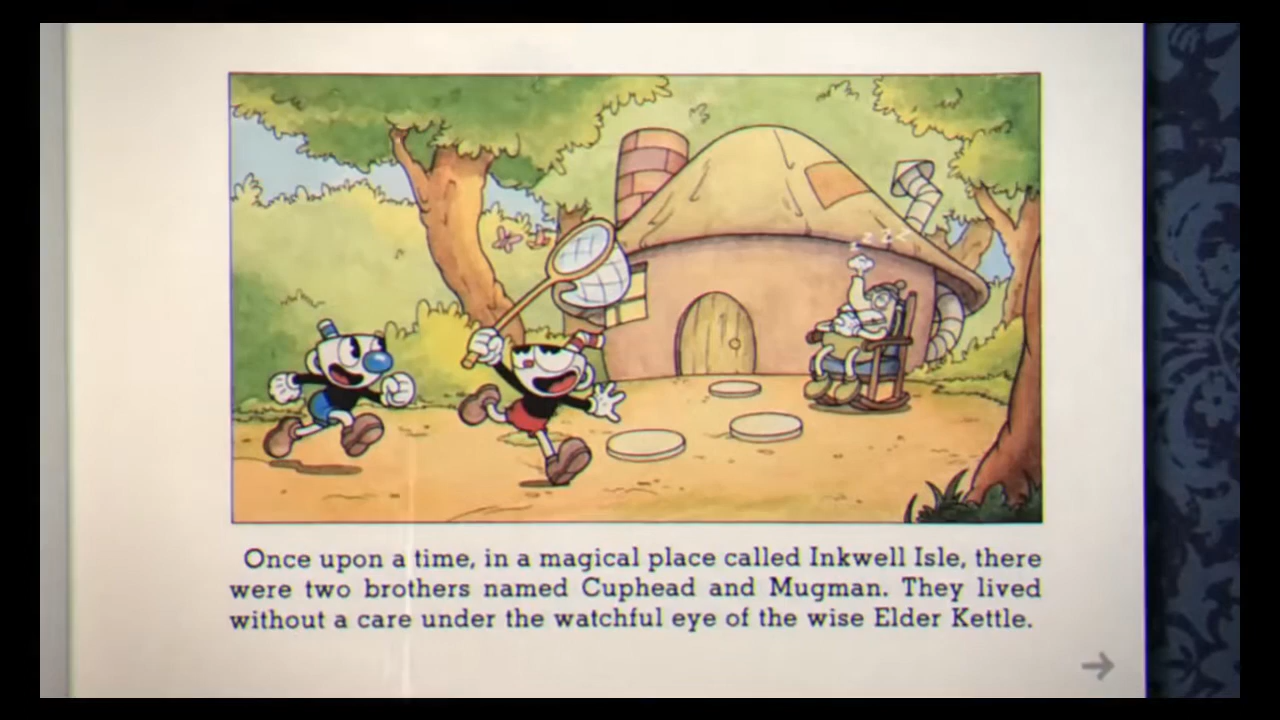 Once upon a time, in a magical place called Inkwell Isle, there
were two brothers named Cuphead and Mugman. They lived
without a care under the watchful eye of the wise Elder Kettle.